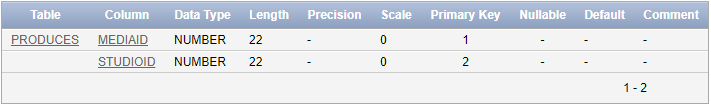 Table Column Data Type Length Precision Scale Primary Key Nullable Default Comment
PRODUCES MEDIAID NUMBER 22 - 0 1 - - -
STUDIOID NUMBER 22 - 0 2 - - -
1 - 2